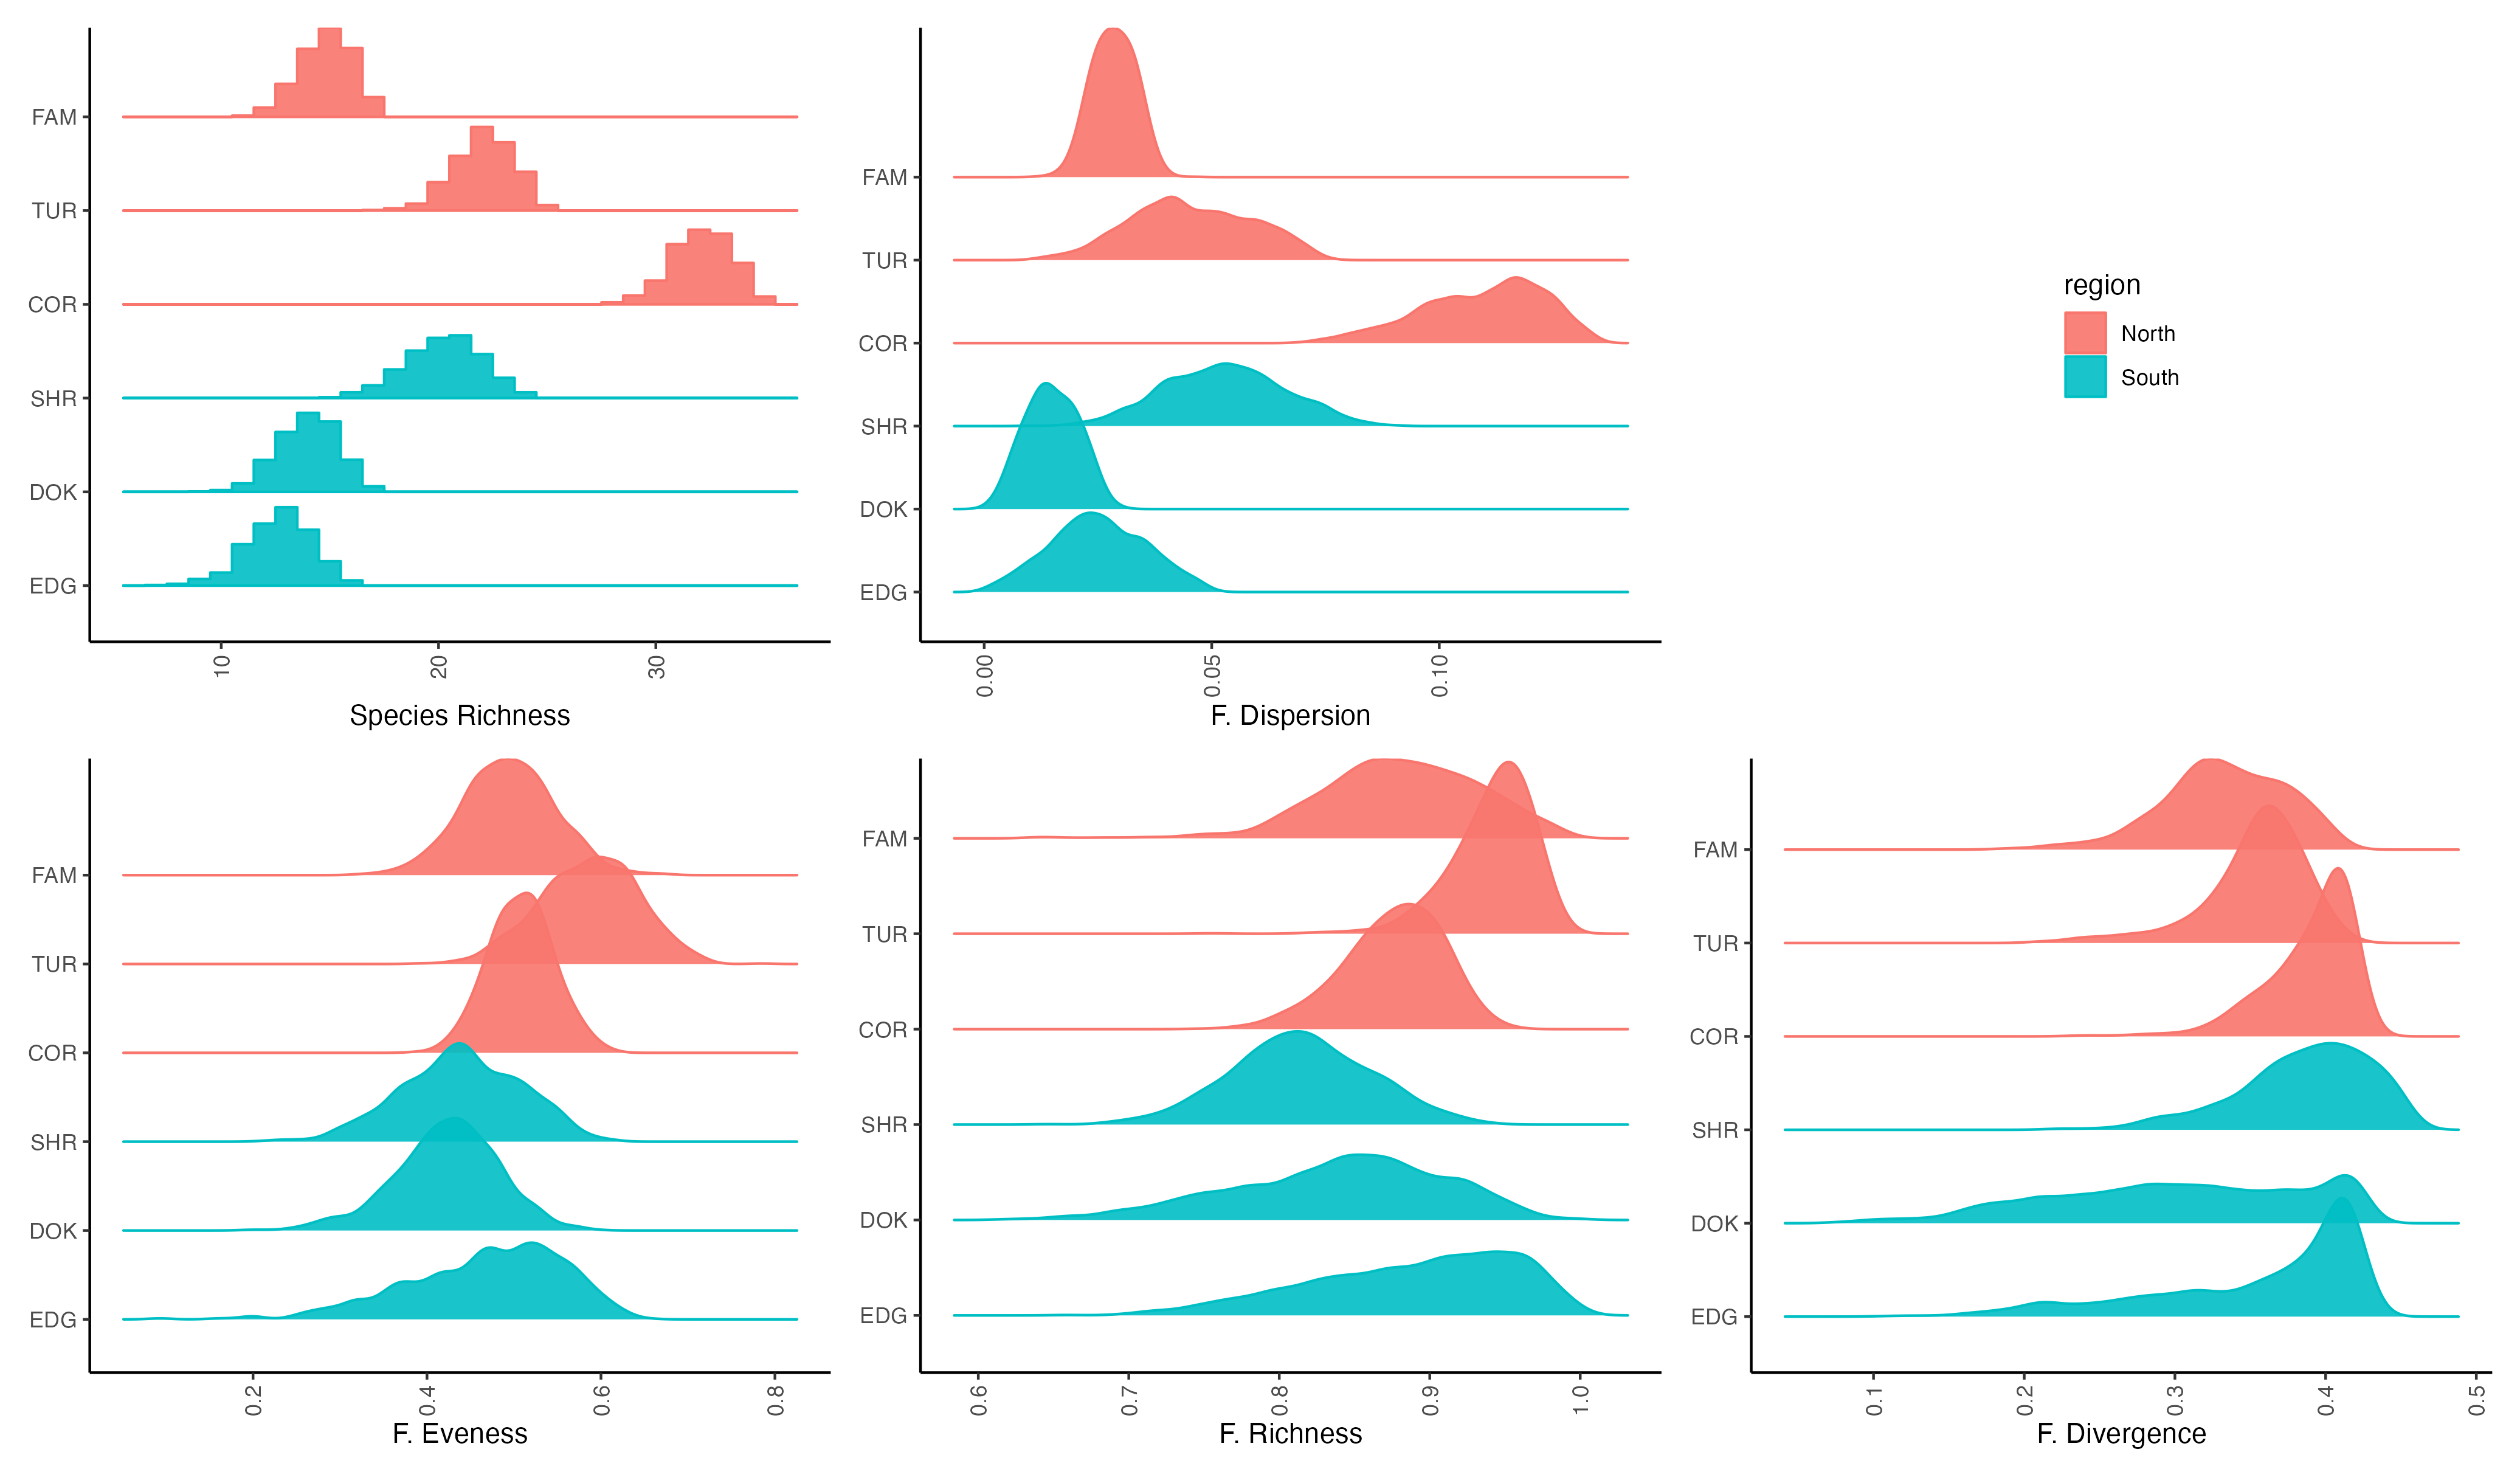 FAM
TUR
COR
SHR
DOK
EDG
10
20
30
Species Richness
FAM
TUR
COR
SHR
DOK
EDG
0.00
0.05
0.10
F. Dispersion
region
North
South
FAM
TUR
COR
SHR
DOK
EDG
0.2
0.4
0.6
0.8
F. Eveness
FAM
TUR
COR
SHR
DOK
EDG
0.6
0.7
0.8
0.9
1.0
F. Richness
FAM
TUR
COR
SHR
DOK
EDG
0.1
0.2
0.3
0.4
0.5
F. Divergence